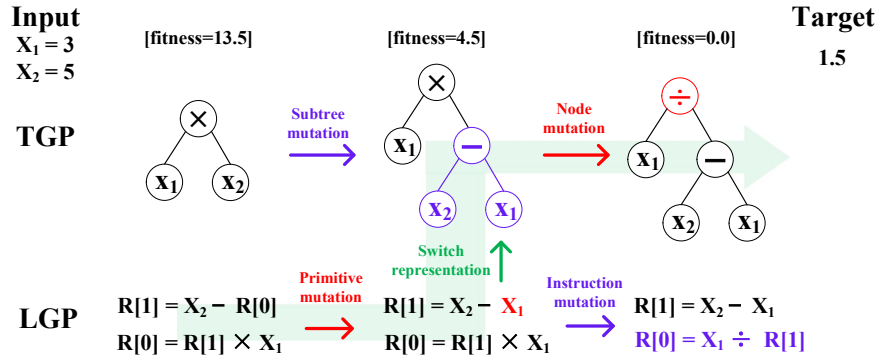 Input
X₁ = 3
X₂ = 5
[fitness=13.5]
[fitness=4.5]
[fitness=0.0]
Target
1.5
TGP
×
x₁
x₂
Subtree
mutation
×
x₁
−
x₂
x₁
Node
mutation
÷
x₁
−
x₂
x₁
Switch
representation
LGP
R[1] = X₂ − R[0]
R[0] = R[1] × X₁
Primitive
mutation
R[1] = X₂ − X₁
R[0] = R[1] × X₁
Instruction
mutation
R[1] = X₂ − X₁
R[0] = X₁ ÷ R[1]